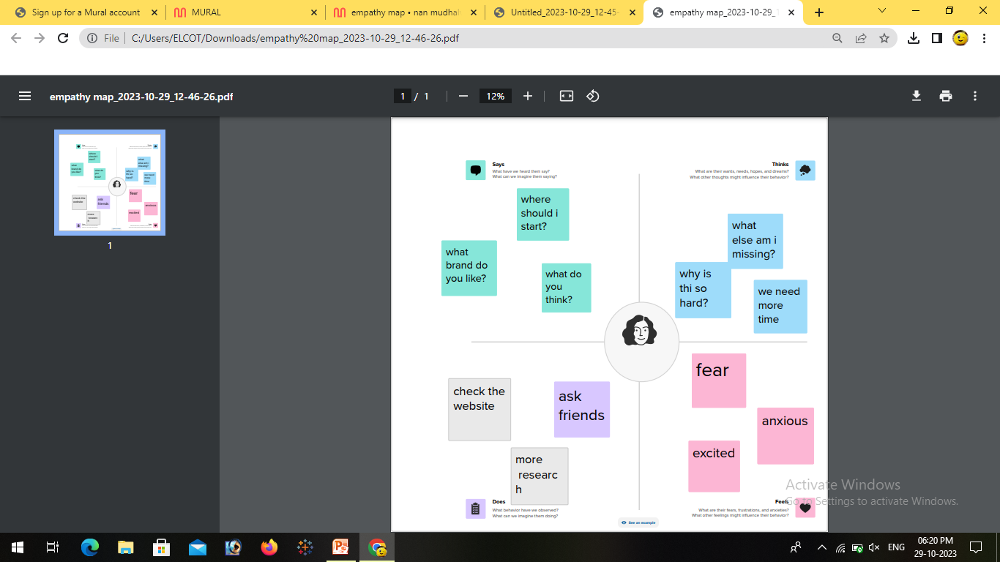 Sign up for a Mural account
MURAL
empathy map • nan mudhal
Untitled_2023-10-29_12-45-
empathy map_2023-10-29_1
File
C:/Users/ELCOT/Downloads/empathy%20map_2023-10-29_12-46-26.pdf
empathy map_2023-10-29_12-46-26.pdf
1 / 1
12%
1
Says
What have we heard them say?
What can we imagine them saying?
Thinks
What are their wants, needs, hopes, and dreams?
What other thoughts might influence their behavior?
where
should i
start?
what
brand do
you like?
what do
you
think?
what
else am i
missing?
why is
thi so
hard?
we need
more
time
check the
website
ask
friends
more
researc
h
fear
anxious
excited
Does
What behavior have we observed?
What can we imagine them doing?
Feels
What are their fears, frustrations, and anxieties?
What other feelings might influence their behavior?
See an example
Activate Windows
Go to Settings to activate Windows.
ENG
06:20 PM
29-10-2023